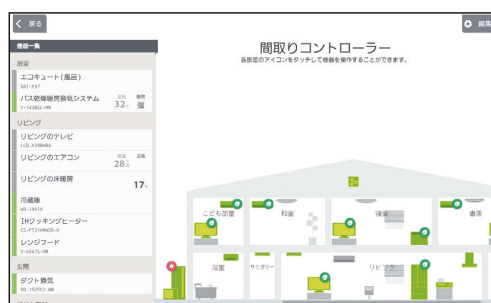 戻る
編集
機器一覧
間取りコントローラー
各部屋のアイコンをタッチして機器を操作することができます。
浴室
エコキュート(風呂)
バス乾燥暖房換気システム
32
強
リビング
リビングのテレビ
リビングのエアコン
28
リビングの床暖房
17
冷蔵庫
IHクッキングヒーター
レンジフード
玄関
ダクト換気
こども部屋
和室
寝室
書斎
浴室
サニタリー
リビング